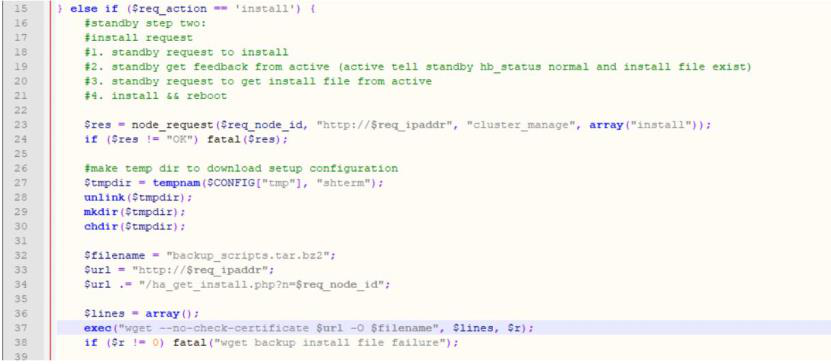 15 } else if ($req_action == 'install') {
16 #standby step two:
17 #install request
18 #1. standby request to install
19 #2. standby get feedback from active (active tell standby hb_status normal and install file exist)
20 #3. standby request to get install file from active
21 #4. install && reboot
22
23 $res = node_request($req_node_id, "http://$req_ipaddr", "cluster_manage", array("install"));
24 if ($res != "OK") fatal($res);
25
26 #make temp dir to download setup configuration
27 $tmpdir = tempnam($CONFIG["tmp"], "shterm");
28 unlink($tmpdir);
29 mkdir($tmpdir);
30 chdir($tmpdir);
31
32 $filename = "backup_scripts.tar.bz2";
33 $url = "http://$req_ipaddr";
34 $url .= "/ha_get_install.php?n=$req_node_id";
35
36 $lines = array();
37 exec("wget --no-check-certificate $url -O $filename", $lines, $r);
38 if ($r != 0) fatal("wget backup install file failure");
39